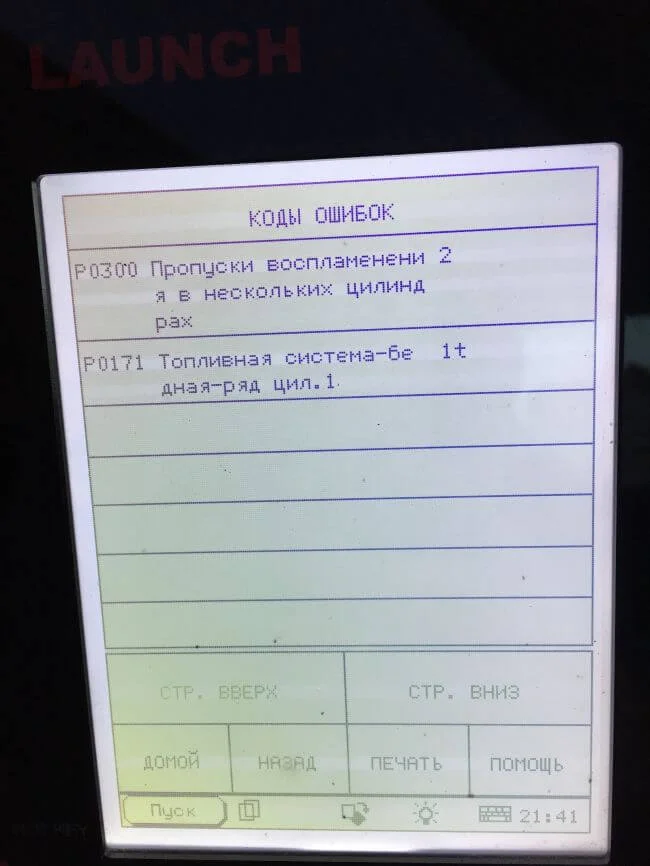 LAUNCH
КОДЫ ОШИБОК
P0300 Пропуски воспламенени 2
я в нескольких цилинд
рах
P0171 Топливная система-бе 1t
дная-ряд цил.1
СТР. ВВЕРХ СТР. ВНИЗ
ДОМОЙ НАЗАД ПЕЧАТЬ ПОМОЩЬ
Пуск 21:41